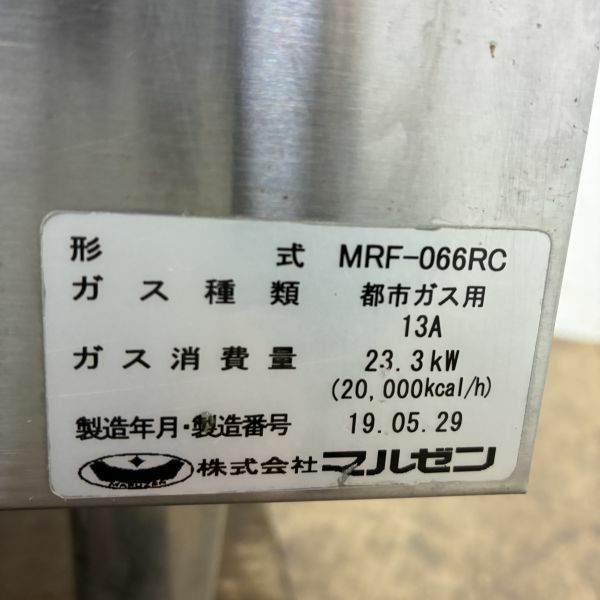 形 式 MRF-066RC
ガス種類 都市ガス用
13A
ガス消費量 23.3kW
(20,000kcal/h)
製造年月・製造番号 19.05.29
MARUZEN 株式会社マルゼン